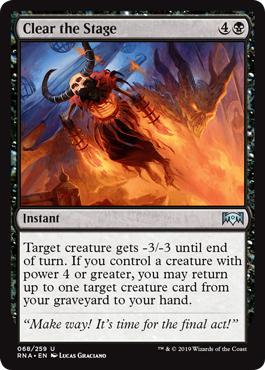 Clear the Stage 4
Instant
Target creature gets -3/-3 until end
of turn. If you control a creature with
power 4 or greater, you may return
up to one target creature card from
your graveyard to your hand.
“Make way! It’s time for the final act!”
068/259 U
RNA • EN Lucas Graciano
™ & © 2019 Wizards of the Coast